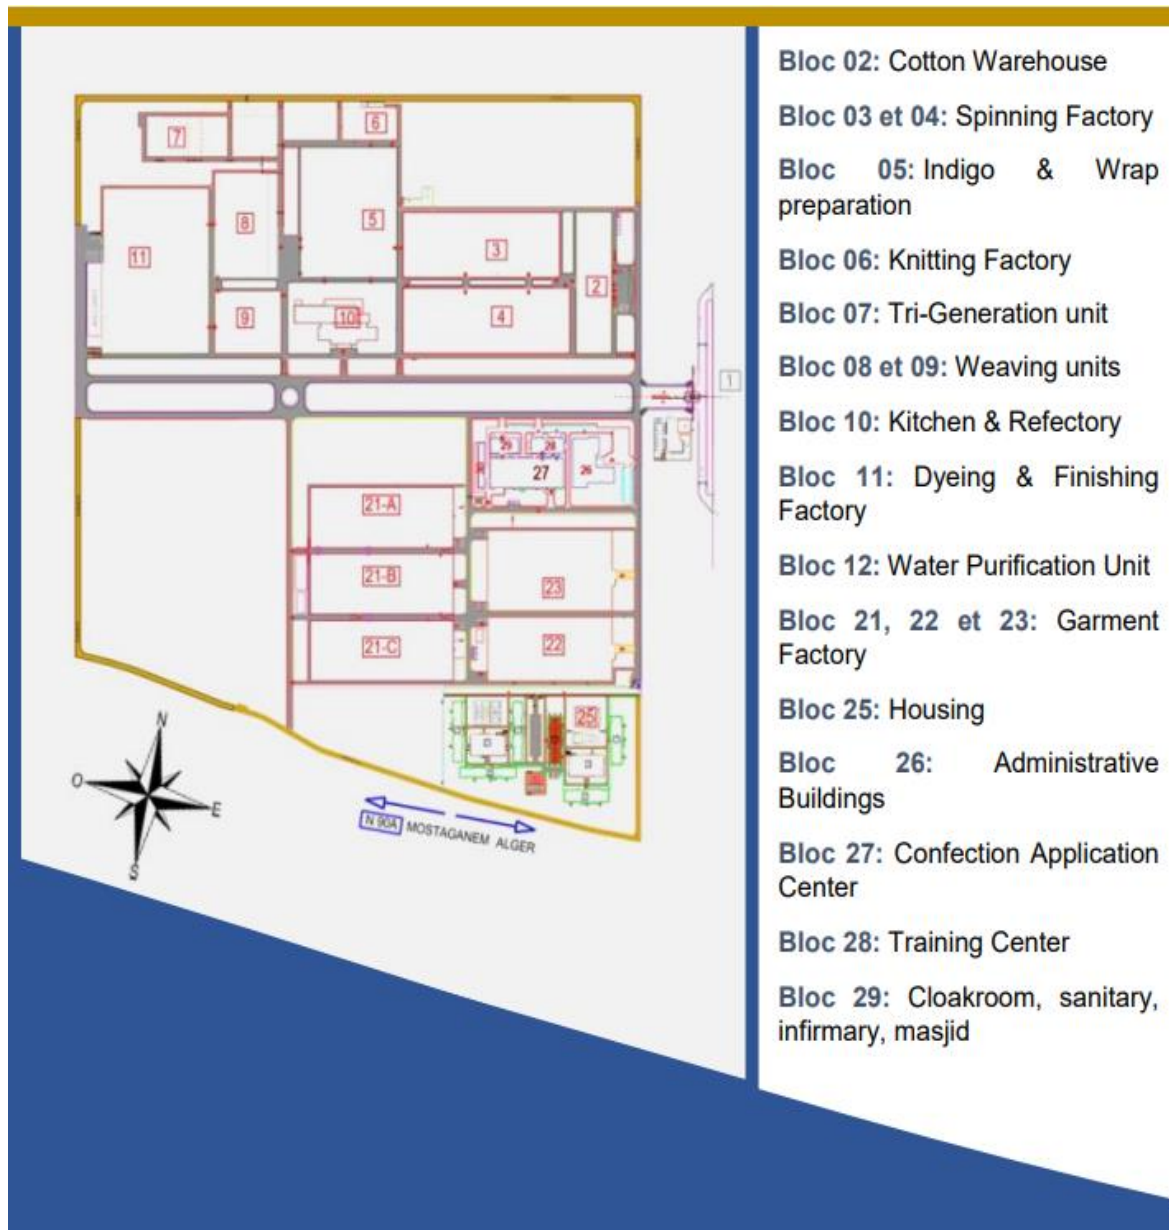 7
6
8
5
3
11
2
9
10
4
1
29
28
27
26
21-A
21-B
23
21-C
22
25
N
O
E
S
N 90A MOSTAGANEM ALGER
Bloc 02: Cotton Warehouse
Bloc 03 et 04: Spinning Factory
Bloc 05: Indigo & Wrap
preparation
Bloc 06: Knitting Factory
Bloc 07: Tri-Generation unit
Bloc 08 et 09: Weaving units
Bloc 10: Kitchen & Refectory
Bloc 11: Dyeing & Finishing
Factory
Bloc 12: Water Purification Unit
Bloc 21, 22 et 23: Garment
Factory
Bloc 25: Housing
Bloc 26: Administrative
Buildings
Bloc 27: Confection Application
Center
Bloc 28: Training Center
Bloc 29: Cloakroom, sanitary,
infirmary, masjid